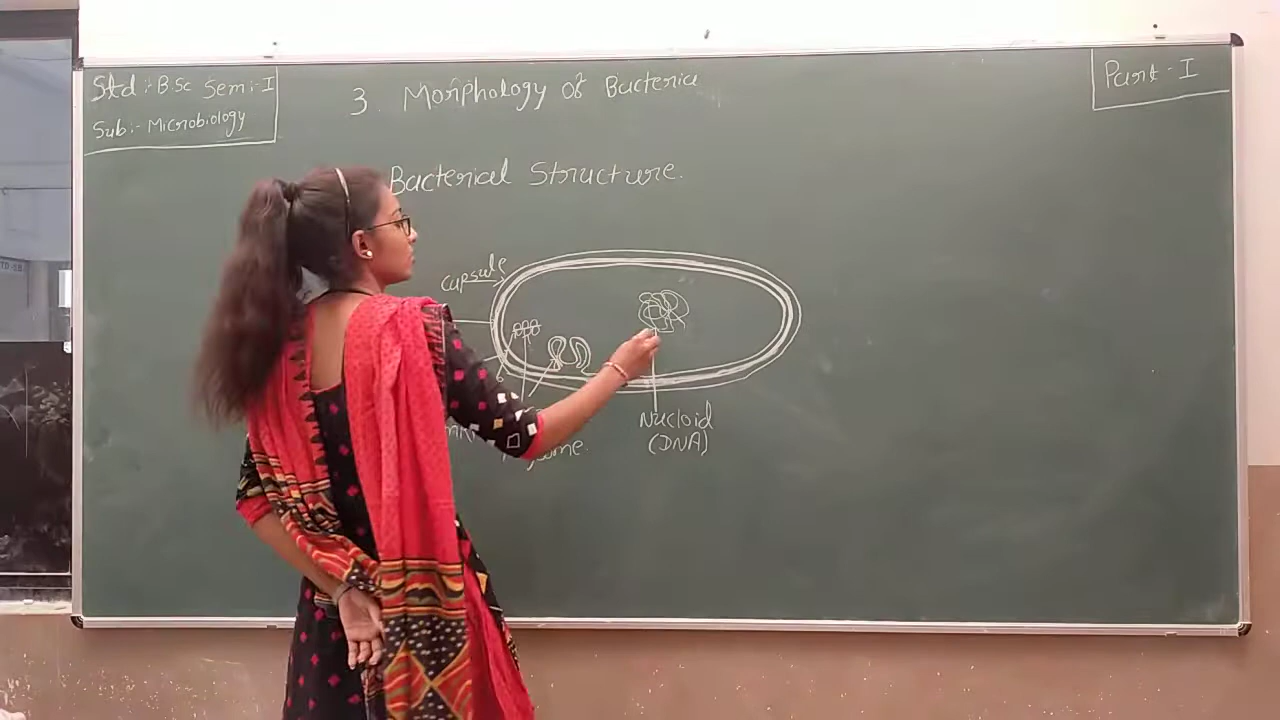 Std :- B.Sc Sem :- I
Sub :- Microbiology
3. Morphology of Bacteria
Part - I
Bacterial Structure.
capsule
Nucloid
(DNA)